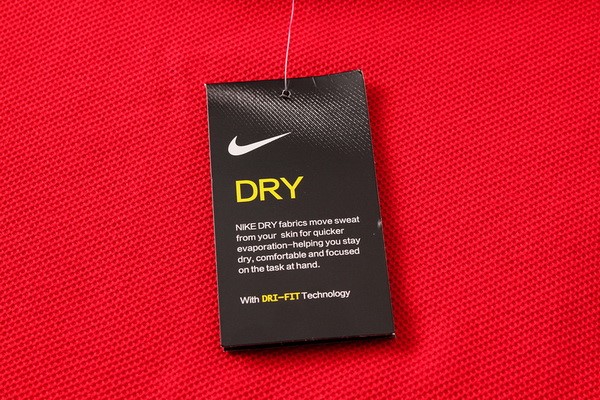 DRY
NIKE DRY fabrics move sweat
from your skin for quicker
evaporation–helping you stay
dry, comfortable and focused
on the task at hand.
With DRI-FIT Technology